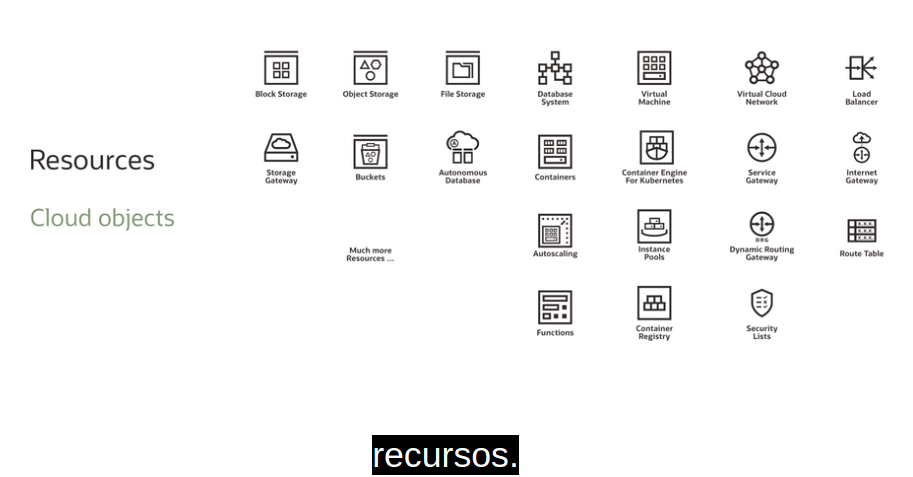 Resources
Cloud objects
Block Storage
Object Storage
File Storage
Database
System
Virtual
Machine
Virtual Cloud
Network
Load
Balancer
Storage
Gateway
Buckets
Autonomous
Database
Containers
Container Engine
For Kubernetes
Service
Gateway
Internet
Gateway
Much more
Resources ...
Autoscaling
Instance
Pools
DRG
Dynamic Routing
Gateway
Route Table
Functions
Container
Registry
Security
Lists
recursos.